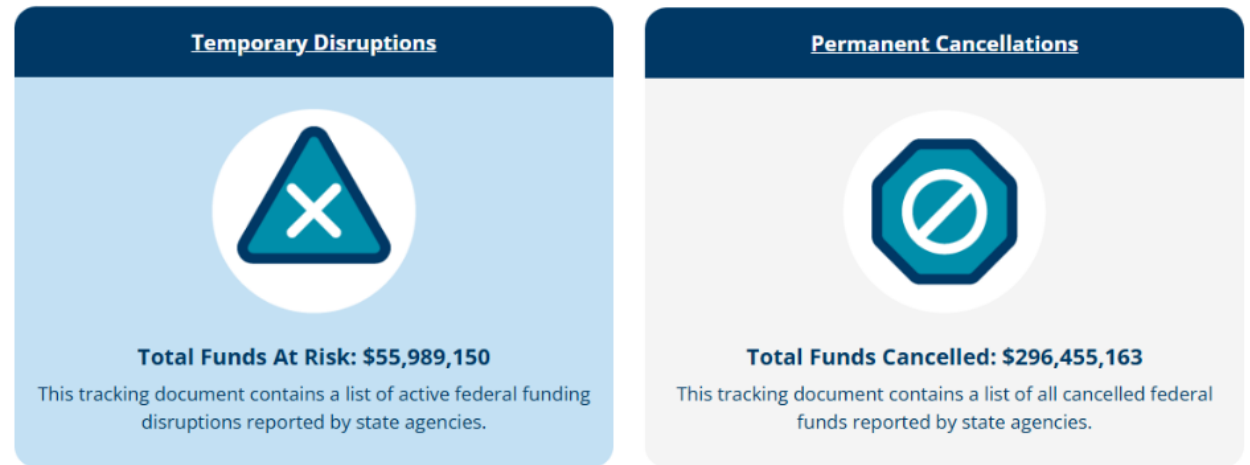 Temporary Disruptions
Total Funds At Risk: $55,989,150
This tracking document contains a list of active federal funding
disruptions reported by state agencies.
Permanent Cancellations
Total Funds Cancelled: $296,455,163
This tracking document contains a list of all cancelled federal
funds reported by state agencies.